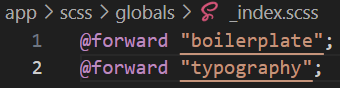 app > scss > globals > _index.scss
1 @forward "boilerplate";
2 @forward "typography";